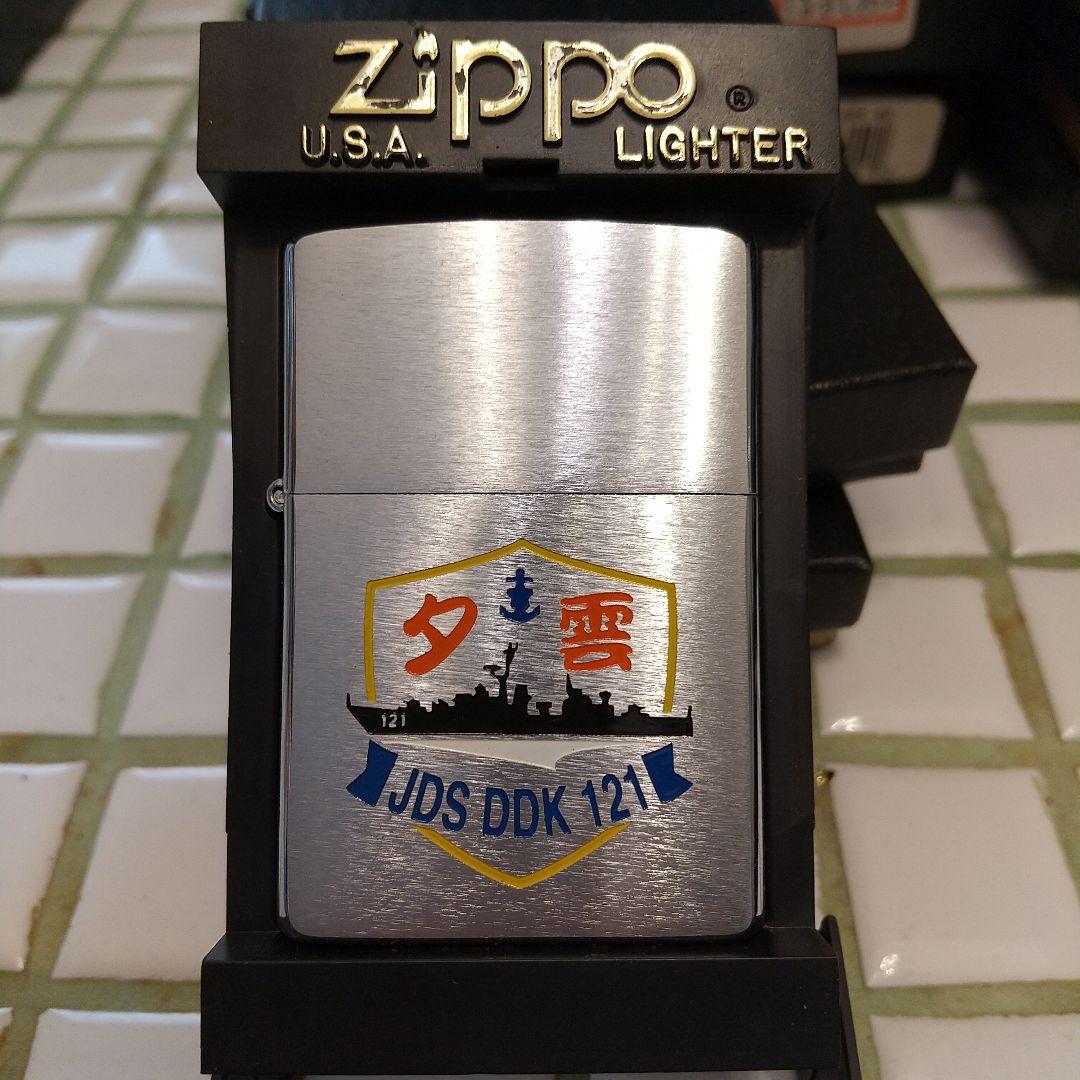 Zippo ®
U.S.A. LIGHTER
夕雲
121
JDS DDK 121